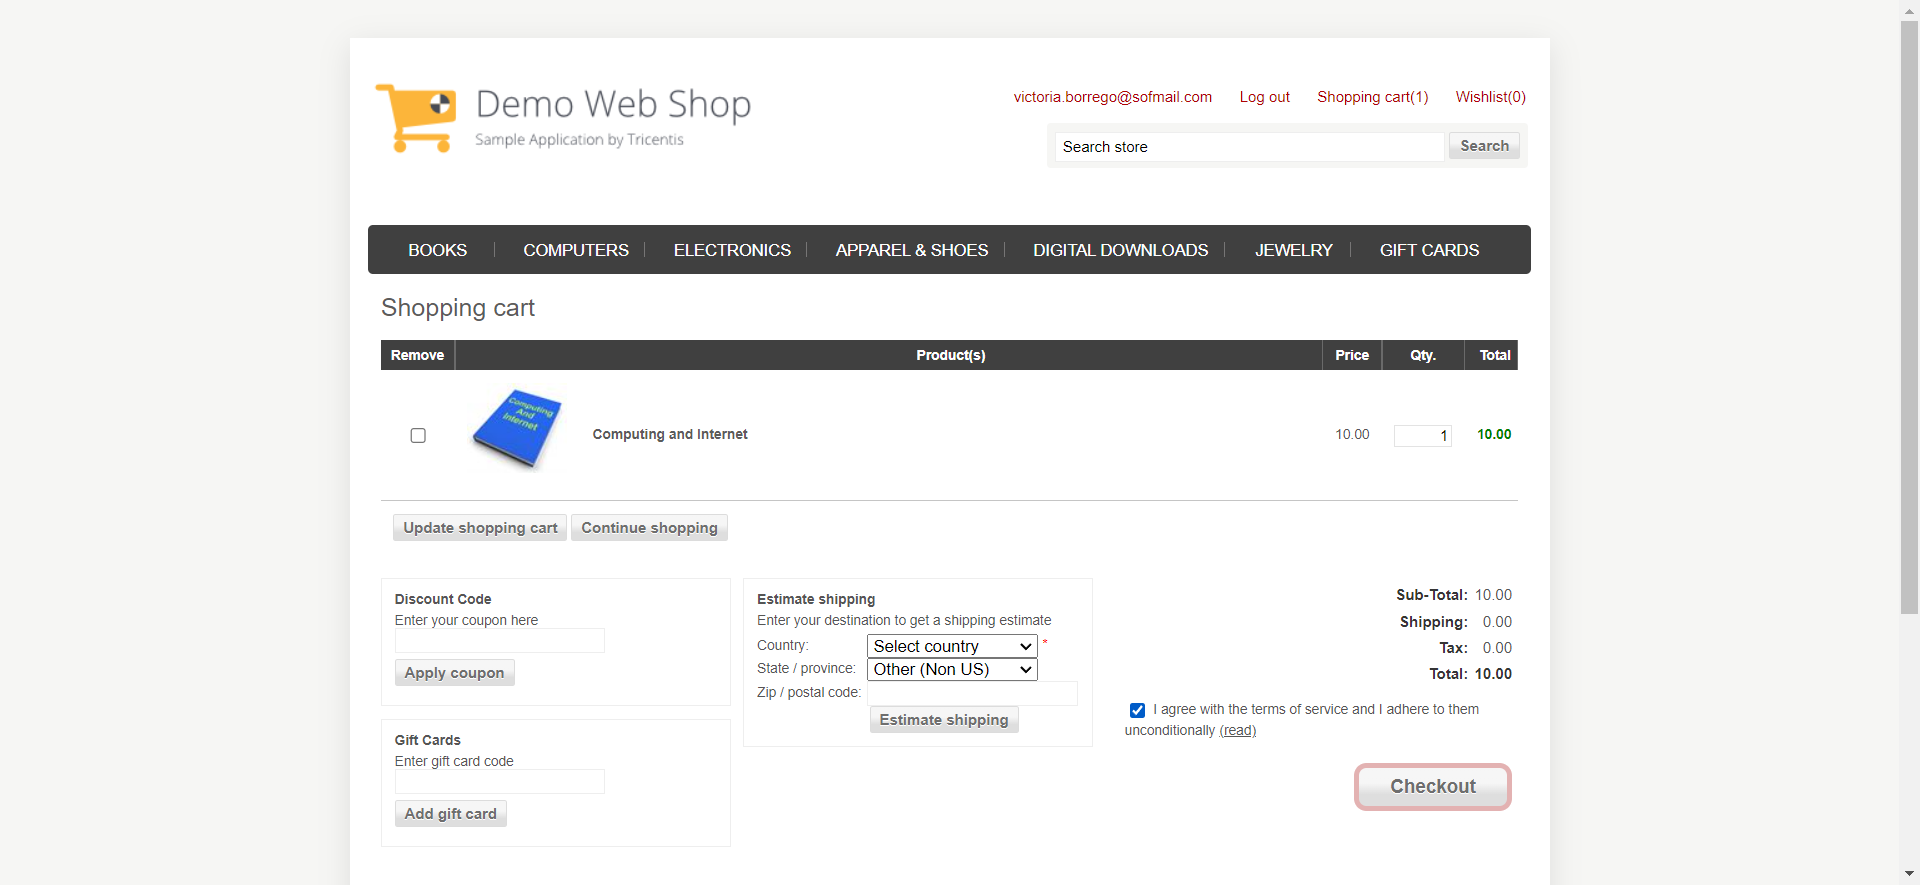 Demo Web Shop
Sample Application by Tricentis
victoria.borrego@sofmail.com Log out Shopping cart(1) Wishlist(0)
Search store Search
BOOKS COMPUTERS ELECTRONICS APPAREL & SHOES DIGITAL DOWNLOADS JEWELRY GIFT CARDS
Shopping cart
Remove Product(s) Price Qty. Total
Computing
And
Internet
Computing and Internet 10.00 1 10.00
Update shopping cart Continue shopping
Discount Code
Enter your coupon here
Apply coupon
Gift Cards
Enter gift card code
Add gift card
Estimate shipping
Enter your destination to get a shipping estimate
Country: Select country *
State / province: Other (Non US)
Zip / postal code:
Estimate shipping
Sub-Total: 10.00
Shipping: 0.00
Tax: 0.00
Total: 10.00
I agree with the terms of service and I adhere to them
unconditionally (read)
Checkout